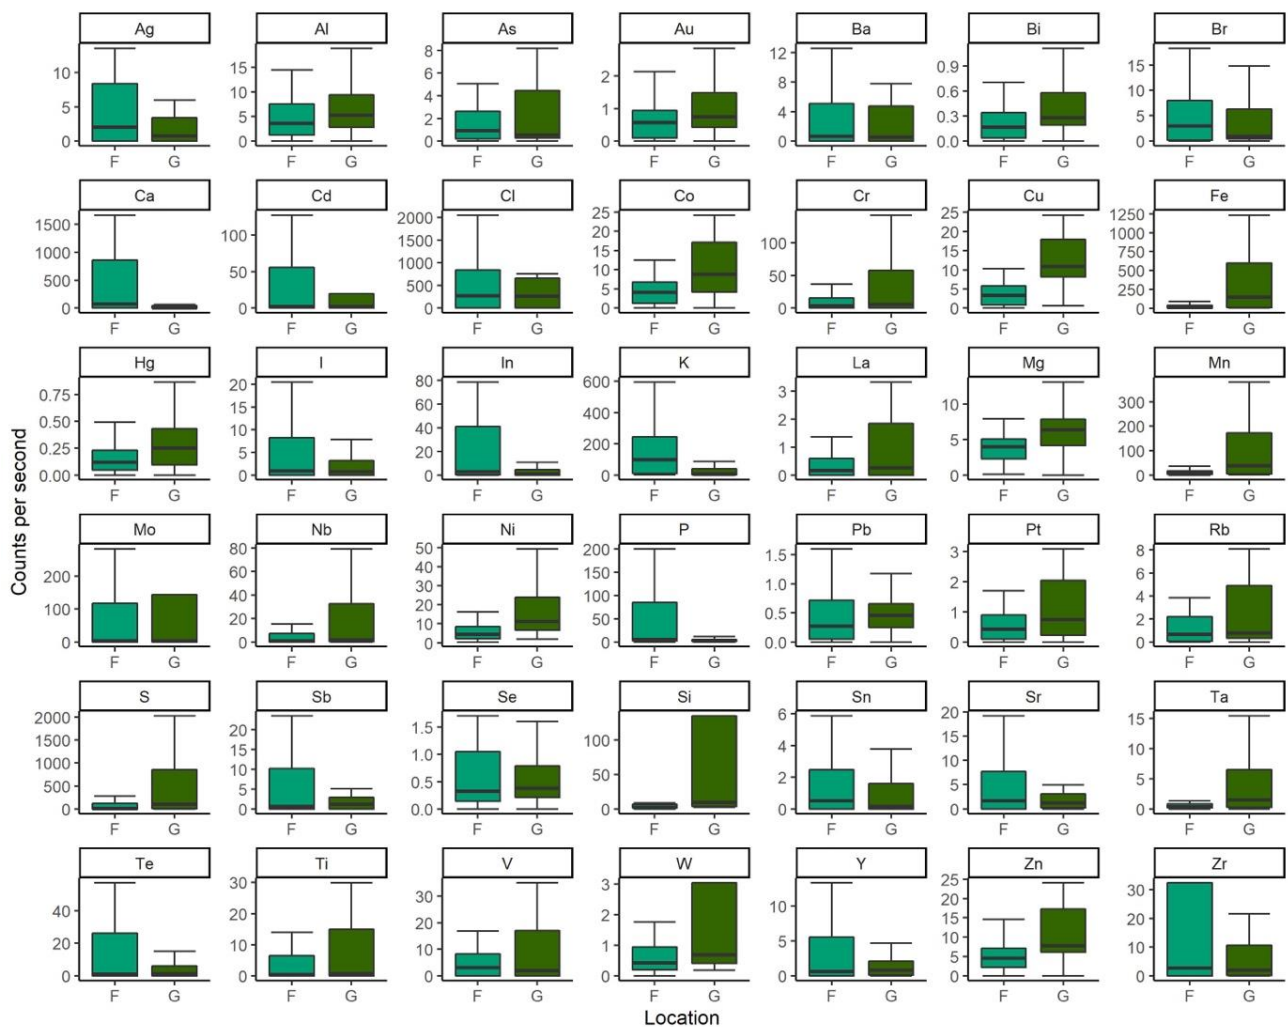 Ag Al As Au Ba Bi Br
10 15 8 2 12 0.9 15
5 10 6 1 8 0.6 10
0 5 4 0 4 0.3 5
0 2 0 0.0 0
0
F G F G F G F G F G F G F G
Ca Cd Cl Co Cr Cu Fe
1500 100 2000 25 100 25 1250
1000 50 1500 20 50 20 1000
500 0 1000 15 0 15 750
0 500 10 10 500
0 5 5 250
0 0 0
F G F G F G F G F G F G F G
Hg I In K La Mg Mn
0.75 20 80 600 3 10 300
0.50 15 60 400 2 5 200
0.25 10 40 200 1 0 100
0.00 5 20 0 0 0
0 0
F G F G F G F G F G F G F G
Counts per second
Mo Nb Ni P Pb Pt Rb
200 80 50 200 1.5 3 8
100 60 40 150 1.0 2 6
0 40 30 100 0.5 1 4
20 20 50 0.0 0 2
0 10 0 0
0
F G F G F G F G F G F G F G
S Sb Se Si Sn Sr Ta
2000 20 1.5 100 6 20 15
1500 15 1.0 50 4 15 10
1000 10 0.5 0 2 10 5
500 5 0.0 0 5 0
0 0 0
F G F G F G F G F G F G F G
Te Ti V W Y Zn Zr
40 30 30 3 10 25 30
20 20 20 2 5 20 20
0 10 10 1 0 15 10
0 0 0 10 0
5
0
F G F G F G F G F G F G F G
Location